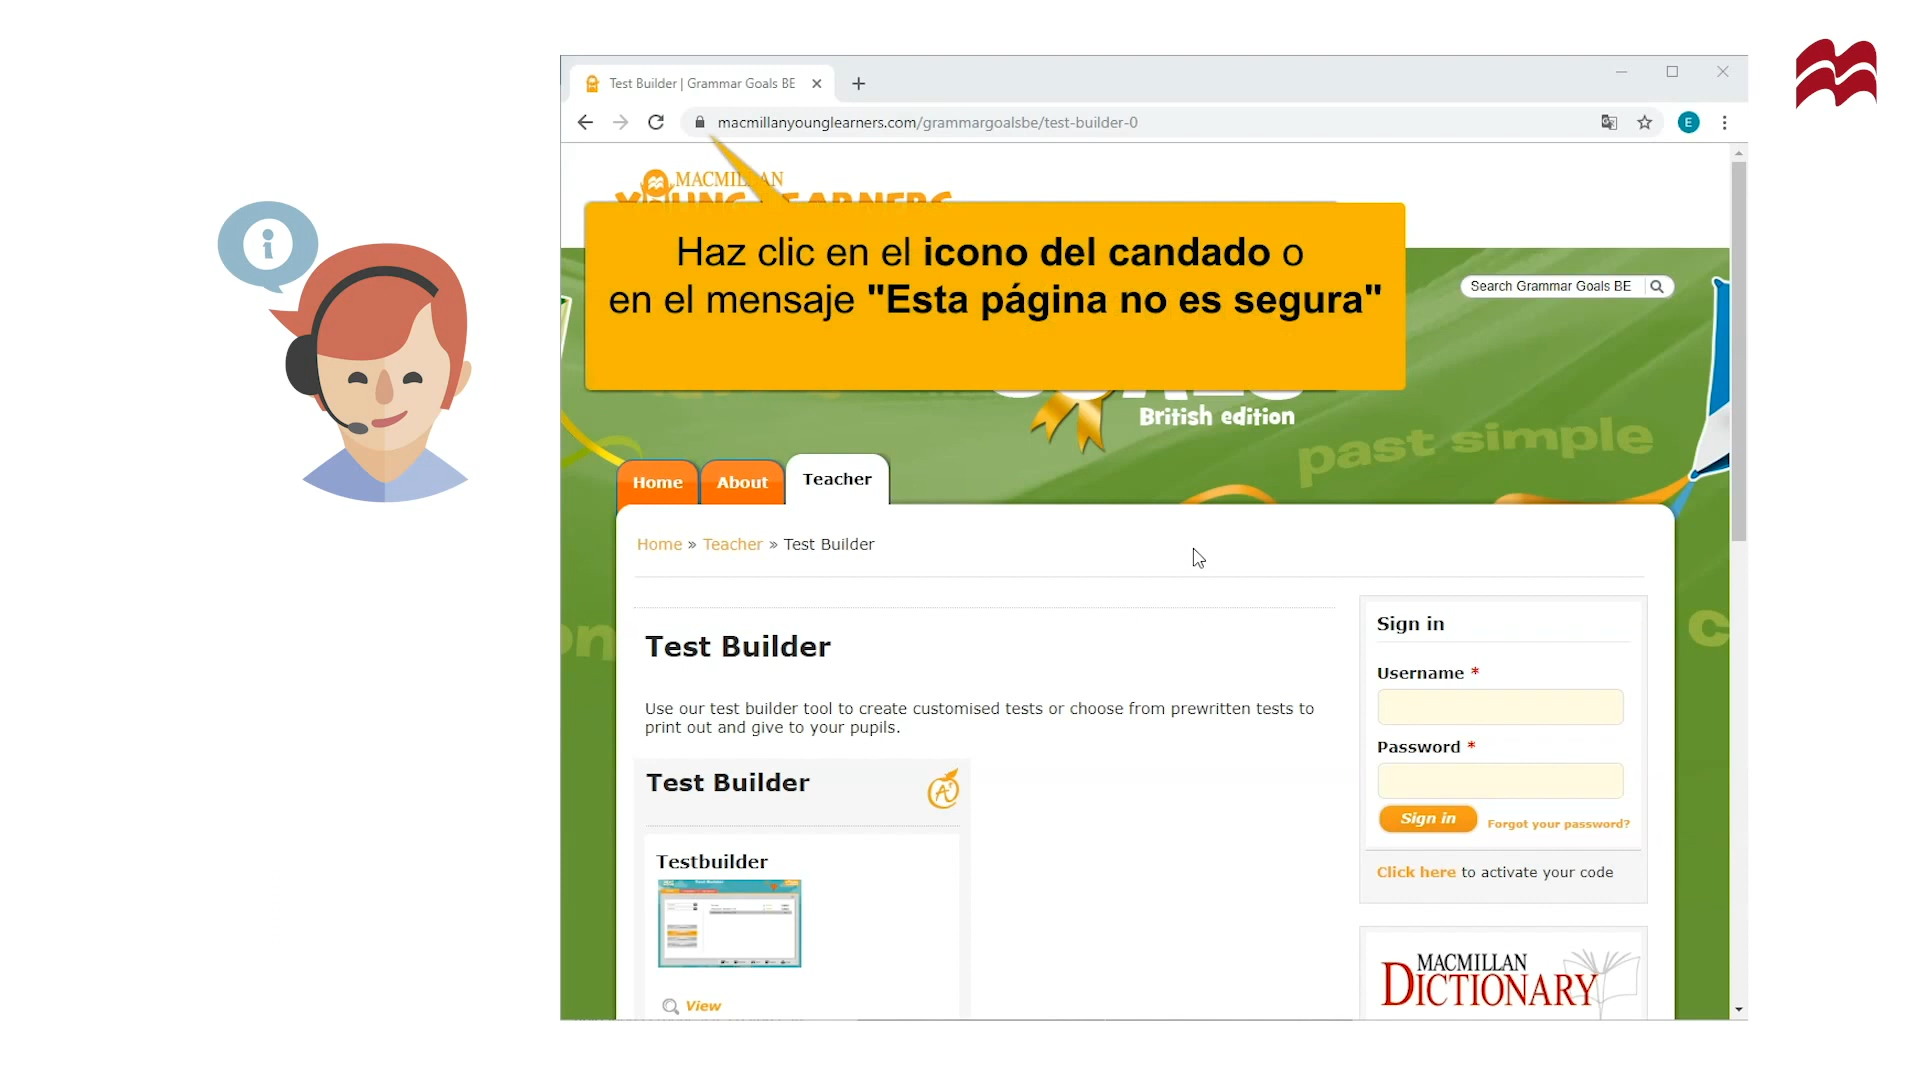 Test Builder | Grammar Goals BE
macmillanyounglearners.com/grammargoalsbe/test-builder-0
E
MACMILLAN
YOUNG LEARNERS
Haz clic en el icono del candado o
en el mensaje "Esta página no es segura"
Search Grammar Goals BE
British edition
past simple
Home
About
Teacher
Home » Teacher » Test Builder
Test Builder
Use our test builder tool to create customised tests or choose from prewritten tests to
print out and give to your pupils.
Test Builder
A+
Testbuilder
View
Sign in
Username *
Password *
Sign in
Forgot your password?
Click here to activate your code
MACMILLAN
DICTIONARY